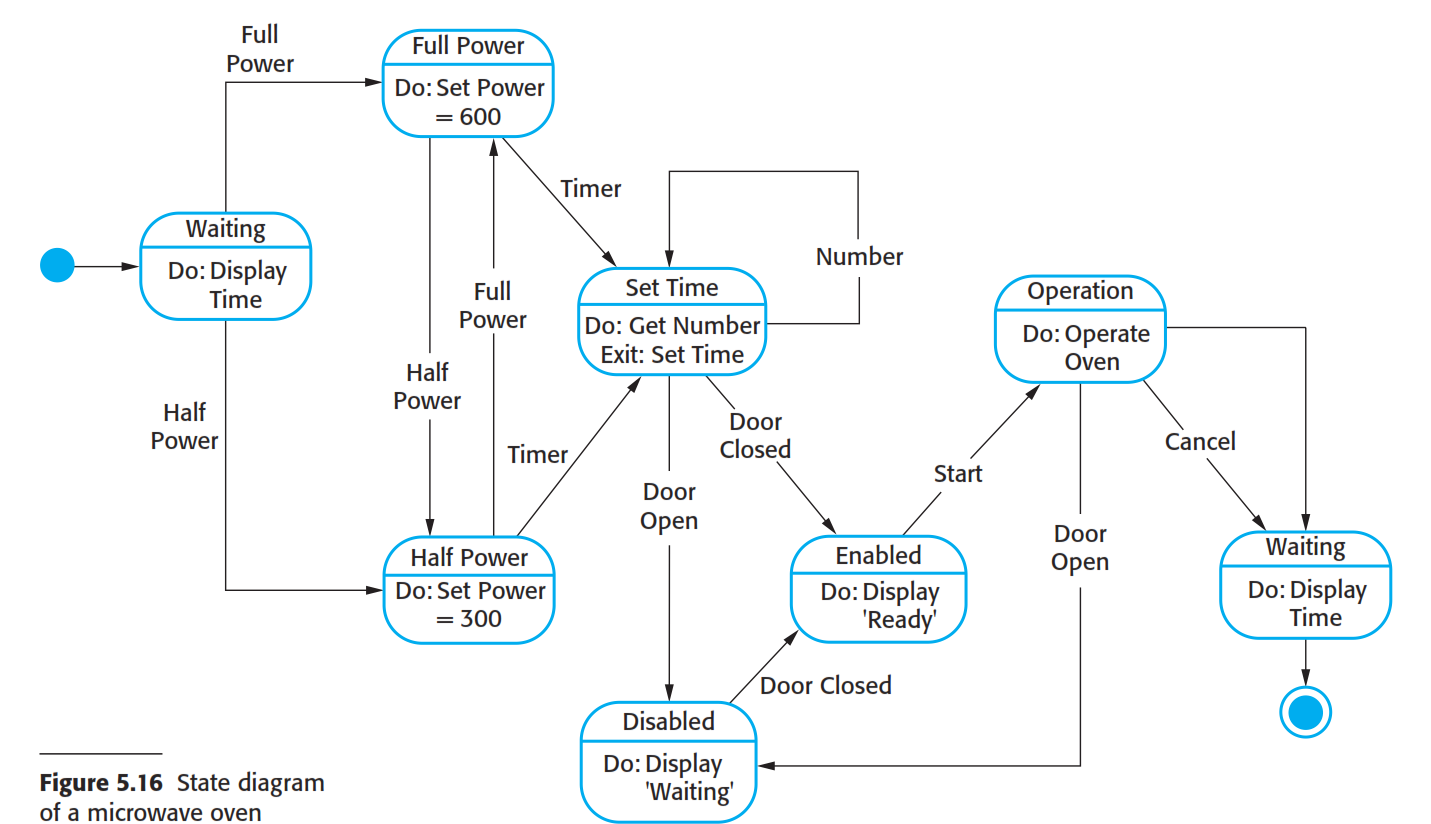 Full
Power
Full Power
Do: Set Power
= 600
Timer
Waiting
Do: Display
Time
Number
Full
Power
Set Time
Do: Get Number
Exit: Set Time
Operation
Do: Operate
Oven
Half
Power
Half
Power
Timer
Door
Closed
Door
Open
Start
Cancel
Door
Open
Half Power
Do: Set Power
= 300
Enabled
Do: Display
'Ready'
Waiting
Do: Display
Time
Door Closed
Disabled
Do: Display
'Waiting'
Figure 5.16 State diagram
of a microwave oven